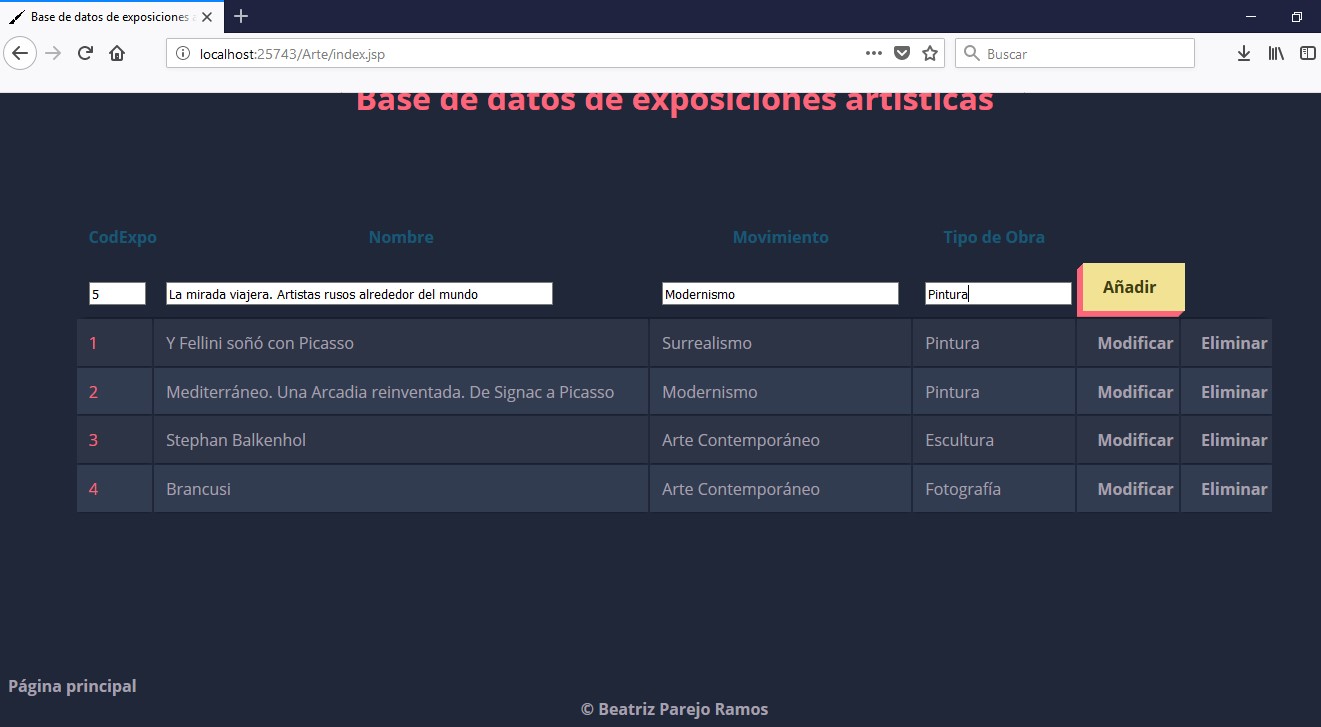 Base de datos de exposiciones
localhost:25743/Arte/index.jsp
Buscar
Base de datos de exposiciones artísticas
CodExpo Nombre Movimiento Tipo de Obra
5 La mirada viajera. Artistas rusos alrededor del mundo Modernismo Pintura Añadir
1 Y Fellini soñó con Picasso Surrealismo Pintura Modificar Eliminar
2 Mediterráneo. Una Arcadia reinventada. De Signac a Picasso Modernismo Pintura Modificar Eliminar
3 Stephan Balkenhol Arte Contemporáneo Escultura Modificar Eliminar
4 Brancusi Arte Contemporáneo Fotografía Modificar Eliminar
Página principal
© Beatriz Parejo Ramos